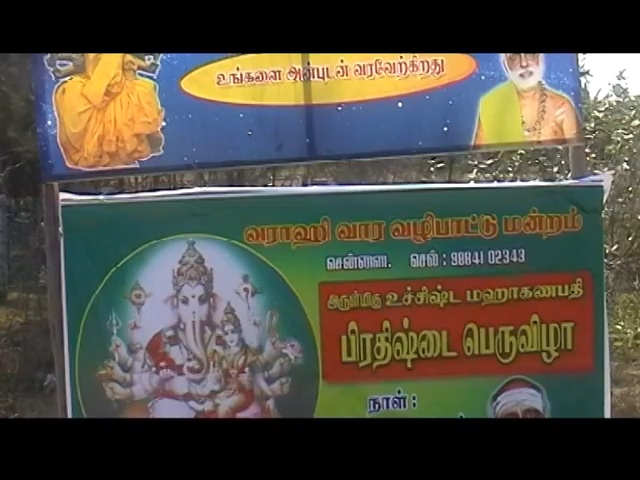 உங்களை அன்புடன் வரவேற்கிறது
வராஹி வார வழிபாட்டு மன்றம்
சென்னை. செல் : 98841 02343
அருள்மிகு உச்சிஷ்ட மஹாகணபதி
பிரதிஷ்டை பெருவிழா
நாள் :